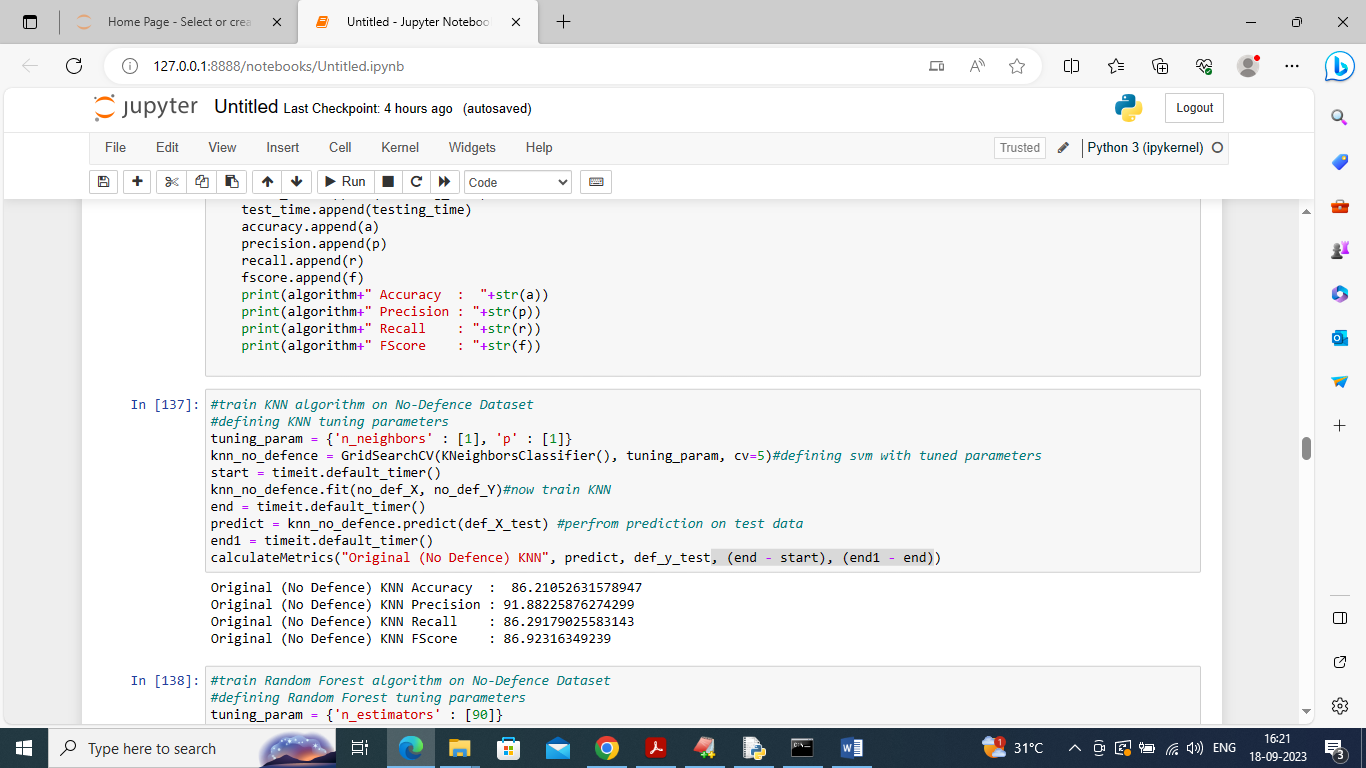 Home Page - Select or crea
Untitled - Jupyter Noteboo
127.0.0.1:8888/notebooks/Untitled.ipynb
jupyter Untitled Last Checkpoint: 4 hours ago (autosaved)
Logout
File Edit View Insert Cell Kernel Widgets Help
Trusted
Python 3 (ipykernel)
Run
Code
test_time.append(testing_time)
accuracy.append(a)
precision.append(p)
recall.append(r)
fscore.append(f)
print(algorithm+" Accuracy  :  "+str(a))
print(algorithm+" Precision : "+str(p))
print(algorithm+" Recall    : "+str(r))
print(algorithm+" FScore    : "+str(f))
In [137]:
#train KNN algorithm on No-Defence Dataset
#defining KNN tuning parameters
tuning_param = {'n_neighbors' : [1], 'p' : [1]}
knn_no_defence = GridSearchCV(KNeighborsClassifier(), tuning_param, cv=5)#defining svm with tuned parameters
start = timeit.default_timer()
knn_no_defence.fit(no_def_X, no_def_Y)#now train KNN
end = timeit.default_timer()
predict = knn_no_defence.predict(def_X_test) #perfrom prediction on test data
end1 = timeit.default_timer()
calculateMetrics("Original (No Defence) KNN", predict, def_y_test, (end - start), (end1 - end))
Original (No Defence) KNN Accuracy  :  86.21052631578947
Original (No Defence) KNN Precision : 91.88225876274299
Original (No Defence) KNN Recall    : 86.29179025583143
Original (No Defence) KNN FScore    : 86.92316349239
In [138]:
#train Random Forest algorithm on No-Defence Dataset
#defining Random Forest tuning parameters
tuning_param = {'n_estimators' : [90]}
Type here to search
1
31°C
ENG
16:21
18-09-2023
3